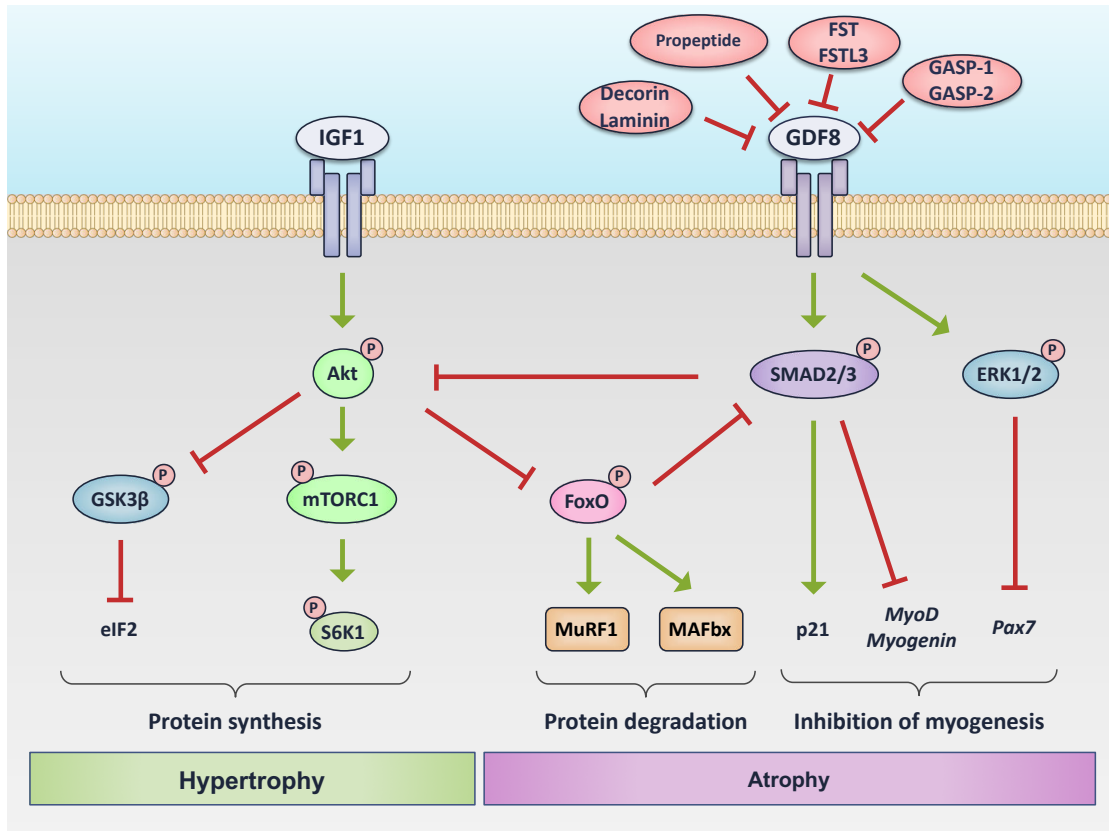 Propeptide
FST
FSTL3
GASP-1
GASP-2
Decorin
Laminin
IGF1
GDF8
P
Akt
P
SMAD2/3
P
ERK1/2
P
GSK3β
P
mTORC1
P
FoxO
eIF2
P
S6K1
MuRF1
MAFbx
p21
MyoD
Myogenin
Pax7
Protein synthesis
Protein degradation
Inhibition of myogenesis
Hypertrophy
Atrophy